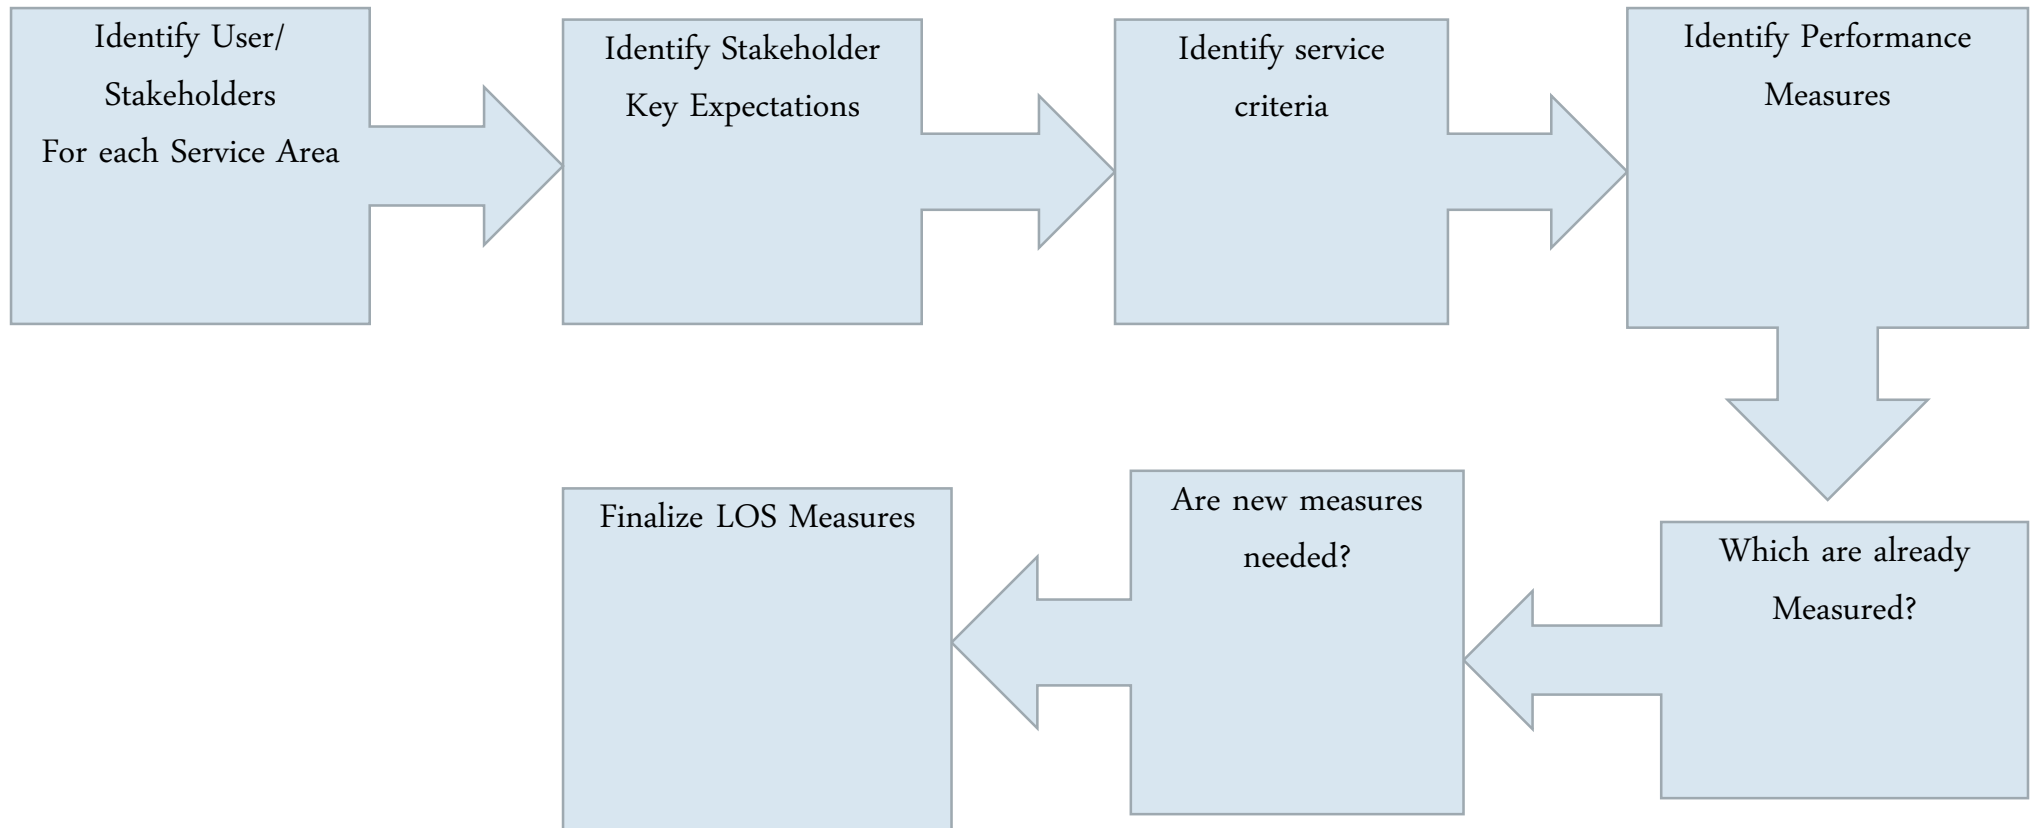 Identify User/
Stakeholders
For each Service Area
Identify Stakeholder
Key Expectations
Identify service
criteria
Identify Performance
Measures
Which are already
Measured?
Are new measures
needed?
Finalize LOS Measures